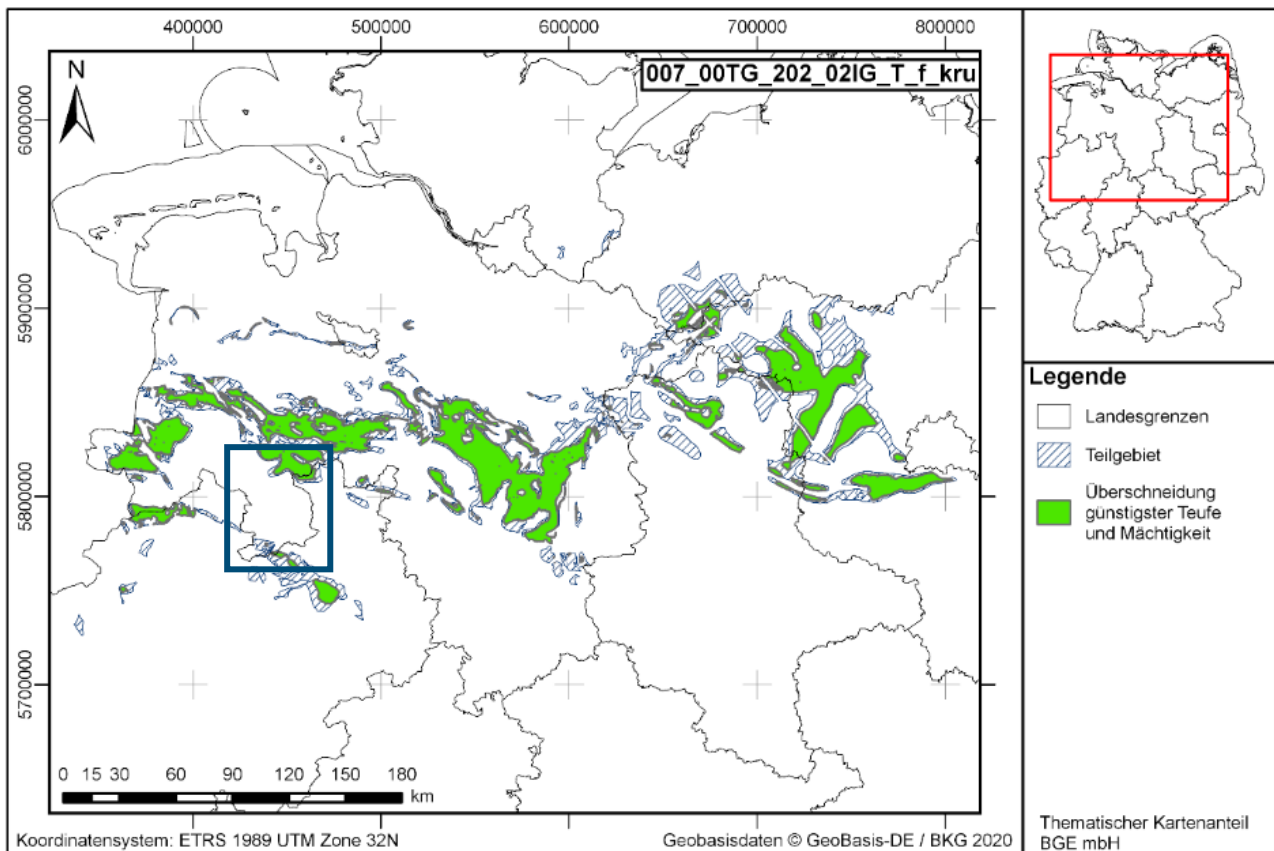 400000 500000 600000 700000 800000
N
007_00TG_202_02IG_T_f_kru
6000000
5900000
5800000
5700000
0 15 30 60 90 120 150 180
km
Koordinatensystem: ETRS 1989 UTM Zone 32N
Geobasisdaten © GeoBasis-DE / BKG 2020
Legende
Landesgrenzen
Teilgebiet
Überschneidung
günstigster Teufe
und Mächtigkeit
Thematischer Kartenanteil
BGE mbH